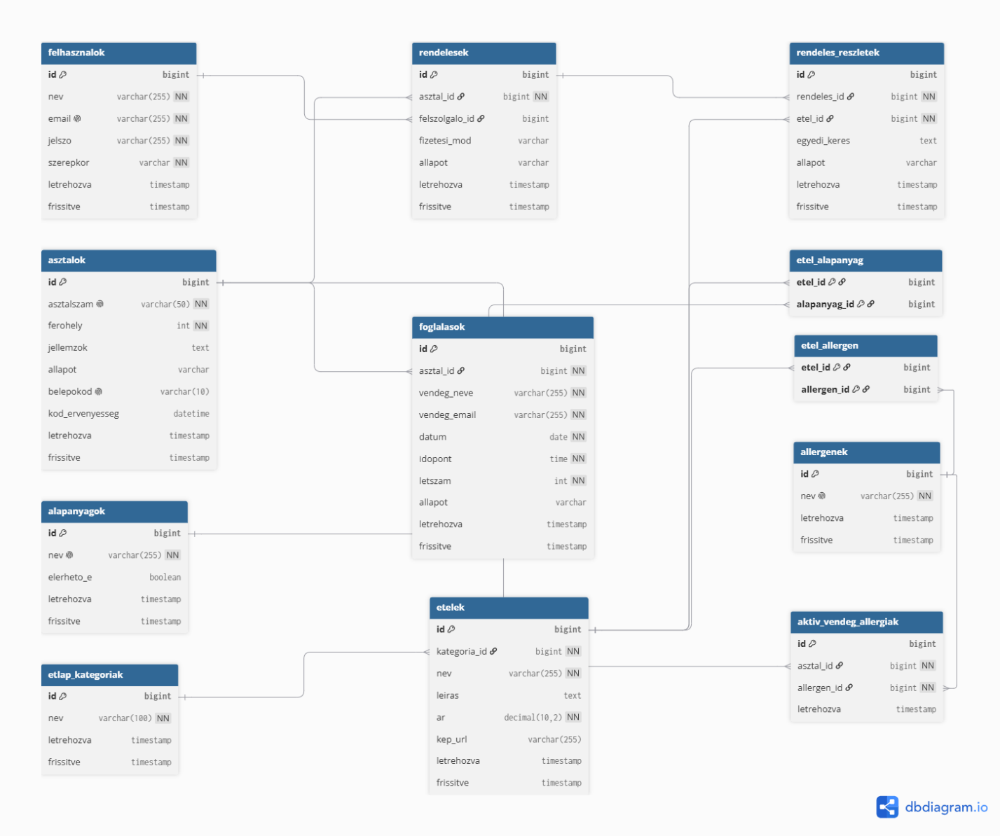 felhasznalok
id bigint
nev varchar(255) NN
email varchar(255) NN
jelszo varchar(255) NN
szerepkor varchar NN
letrehozva timestamp
frissitve timestamp
rendelesek
id bigint
asztal_id bigint NN
felszolgalo_id bigint
fizetesi_mod varchar
allapot varchar
letrehozva timestamp
frissitve timestamp
rendeles_reszletek
id bigint
rendeles_id bigint NN
etel_id bigint NN
egyedi_keres text
allapot varchar
letrehozva timestamp
frissitve timestamp
asztalok
id bigint
asztalszam varchar(50) NN
ferohely int NN
jellemzok text
allapot varchar
belepokod varchar(10)
kod_ervenyesseg datetime
letrehozva timestamp
frissitve timestamp
foglalasok
id bigint
asztal_id bigint NN
vendeg_neve varchar(255) NN
vendeg_email varchar(255) NN
datum date NN
idopont time NN
letszam int NN
allapot varchar
letrehozva timestamp
frissitve timestamp
etel_alapanyag
etel_id bigint
alapanyag_id bigint
etel_allergen
etel_id bigint
allergen_id bigint
allergenek
id bigint
nev varchar(255) NN
letrehozva timestamp
frissitve timestamp
alapanyagok
id bigint
nev varchar(255) NN
elerheto_e boolean
letrehozva timestamp
frissitve timestamp
etelek
id bigint
kategoria_id bigint NN
nev varchar(255) NN
leiras text
ar decimal(10,2) NN
kep_url varchar(255)
letrehozva timestamp
frissitve timestamp
aktiv_vendeg_allergiak
id bigint
asztal_id bigint NN
allergen_id bigint NN
letrehozva timestamp
etlap_kategoriak
id bigint
nev varchar(100) NN
letrehozva timestamp
frissitve timestamp
dbdiagram.io